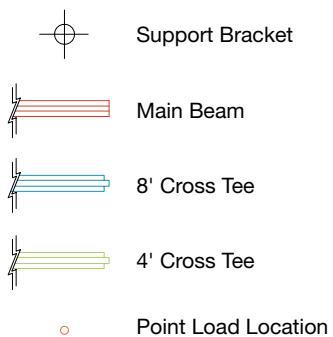 Support Bracket
Main Beam
8' Cross Tee
4' Cross Tee
Point Load Location